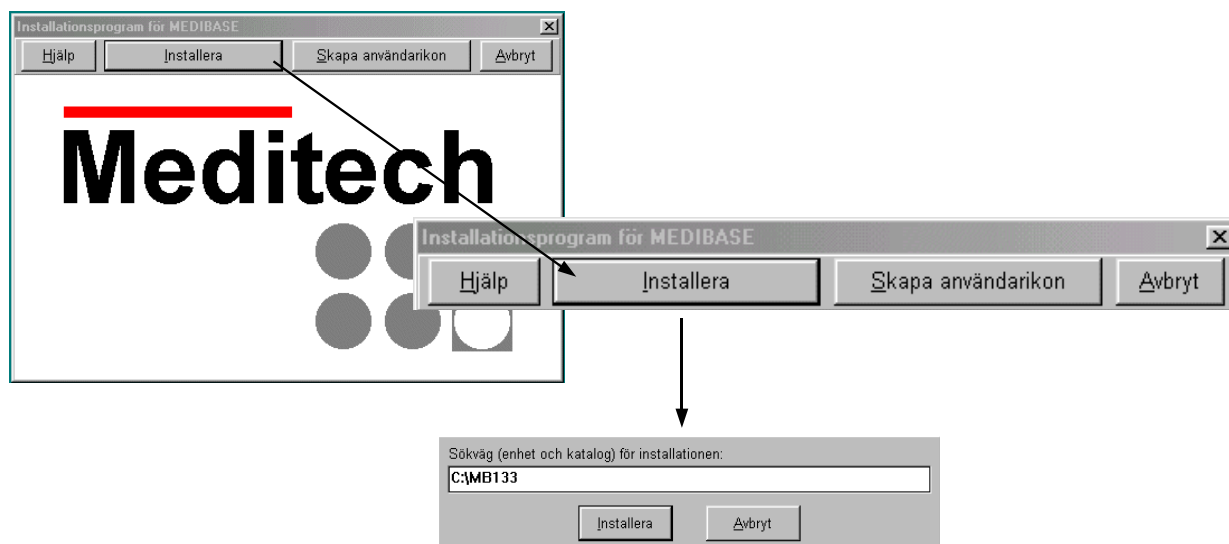 Installationsprogram för MEDIBASE
Hjälp Installera Skapa användarikon Avbryt
Meditech
Installationsprogram för MEDIBASE
Hjälp Installera Skapa användarikon Avbryt
Sökväg (enhet och katalog) för installationen:
C:\MB133
Installera Avbryt